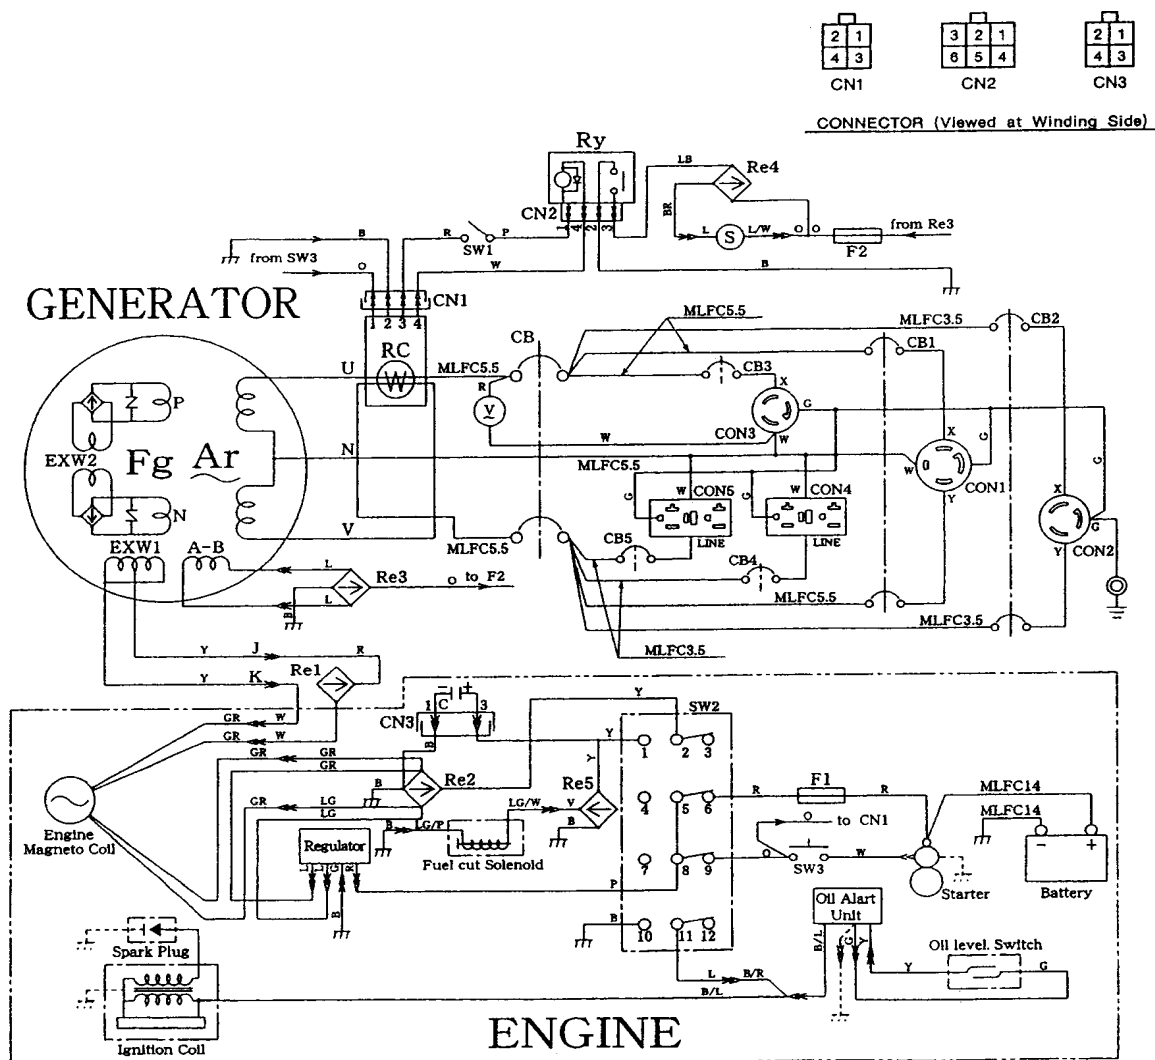 2 1 3 2 1 2 1
4 3 6 5 4 4 3
CN1 CN2 CN3
CONNECTOR (Viewed at Winding Side)
Ry
LB Re4
BR
CN2
1 4 2 3
L S L/W O O from Re3
F2
B R P
SW1
from SW3 O W B
GENERATOR
CN1
1 2 3 4
RC
W
U MLFC5.5 CB
MLFC5.5 MLFC3.5 CB2
CB1
R V
CB3
X G
CON3 W
W
P
EXW2 Fg Ar
N
N MLFC5.5
X G
W CON1
Y
G W CON5 G W CON4
LINE LINE
G
X G
Y CON2
V MLFC5.5
EXW1 A-B
CB5 CB4
L Re3 O to F2
B L
MLFC5.5
MLFC3.5
MLFC3.5
Y J R
Y K Re1
GR W
GR W
CN3 1 C 3
− +
B
Y
SW2
Y 1 2 3
GR
GR
B Re2
Re5 Y
4 5 6 R F1 R MLFC14
MLFC14
GR LG
LG
LG/W V
B
B LG/P
Fuel cut Solenoid
Engine
Magneto Coil
Regulator
L L G R
B
7 8 9
O to CN1
O SW3 W
Starter
− +
Battery
P
B 10 11 12
Oil Alart
Unit
B/L G Y
Oil level. Switch
Y G
Spark Plug
L B/R
B/L
Ignition Coil
ENGINE